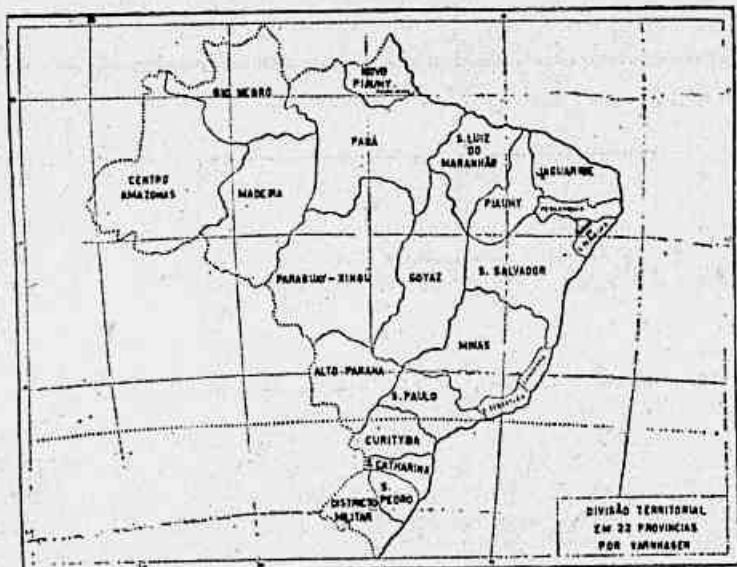 RIO NEGRO
NOVO
PIAUHY
PARÁ
S. LUIZ
DO
MARANHÃO
JAGUARIBE
CENTRO
AMAZONAS
MADEIRA
PIAUHY
PERNAMBUCO
PARAGUAY-XINGU
GOYAZ
S. SALVADOR
MINAS
ALTO-PARANÁ
S. PAULO
CURITYBA
S. CATHARINA
S.
PEDRO
DISTRICTO
MILITAR
DIVISÃO TERRITORIAL
EM 22 PROVINCIAS
POR VARNHAGEN